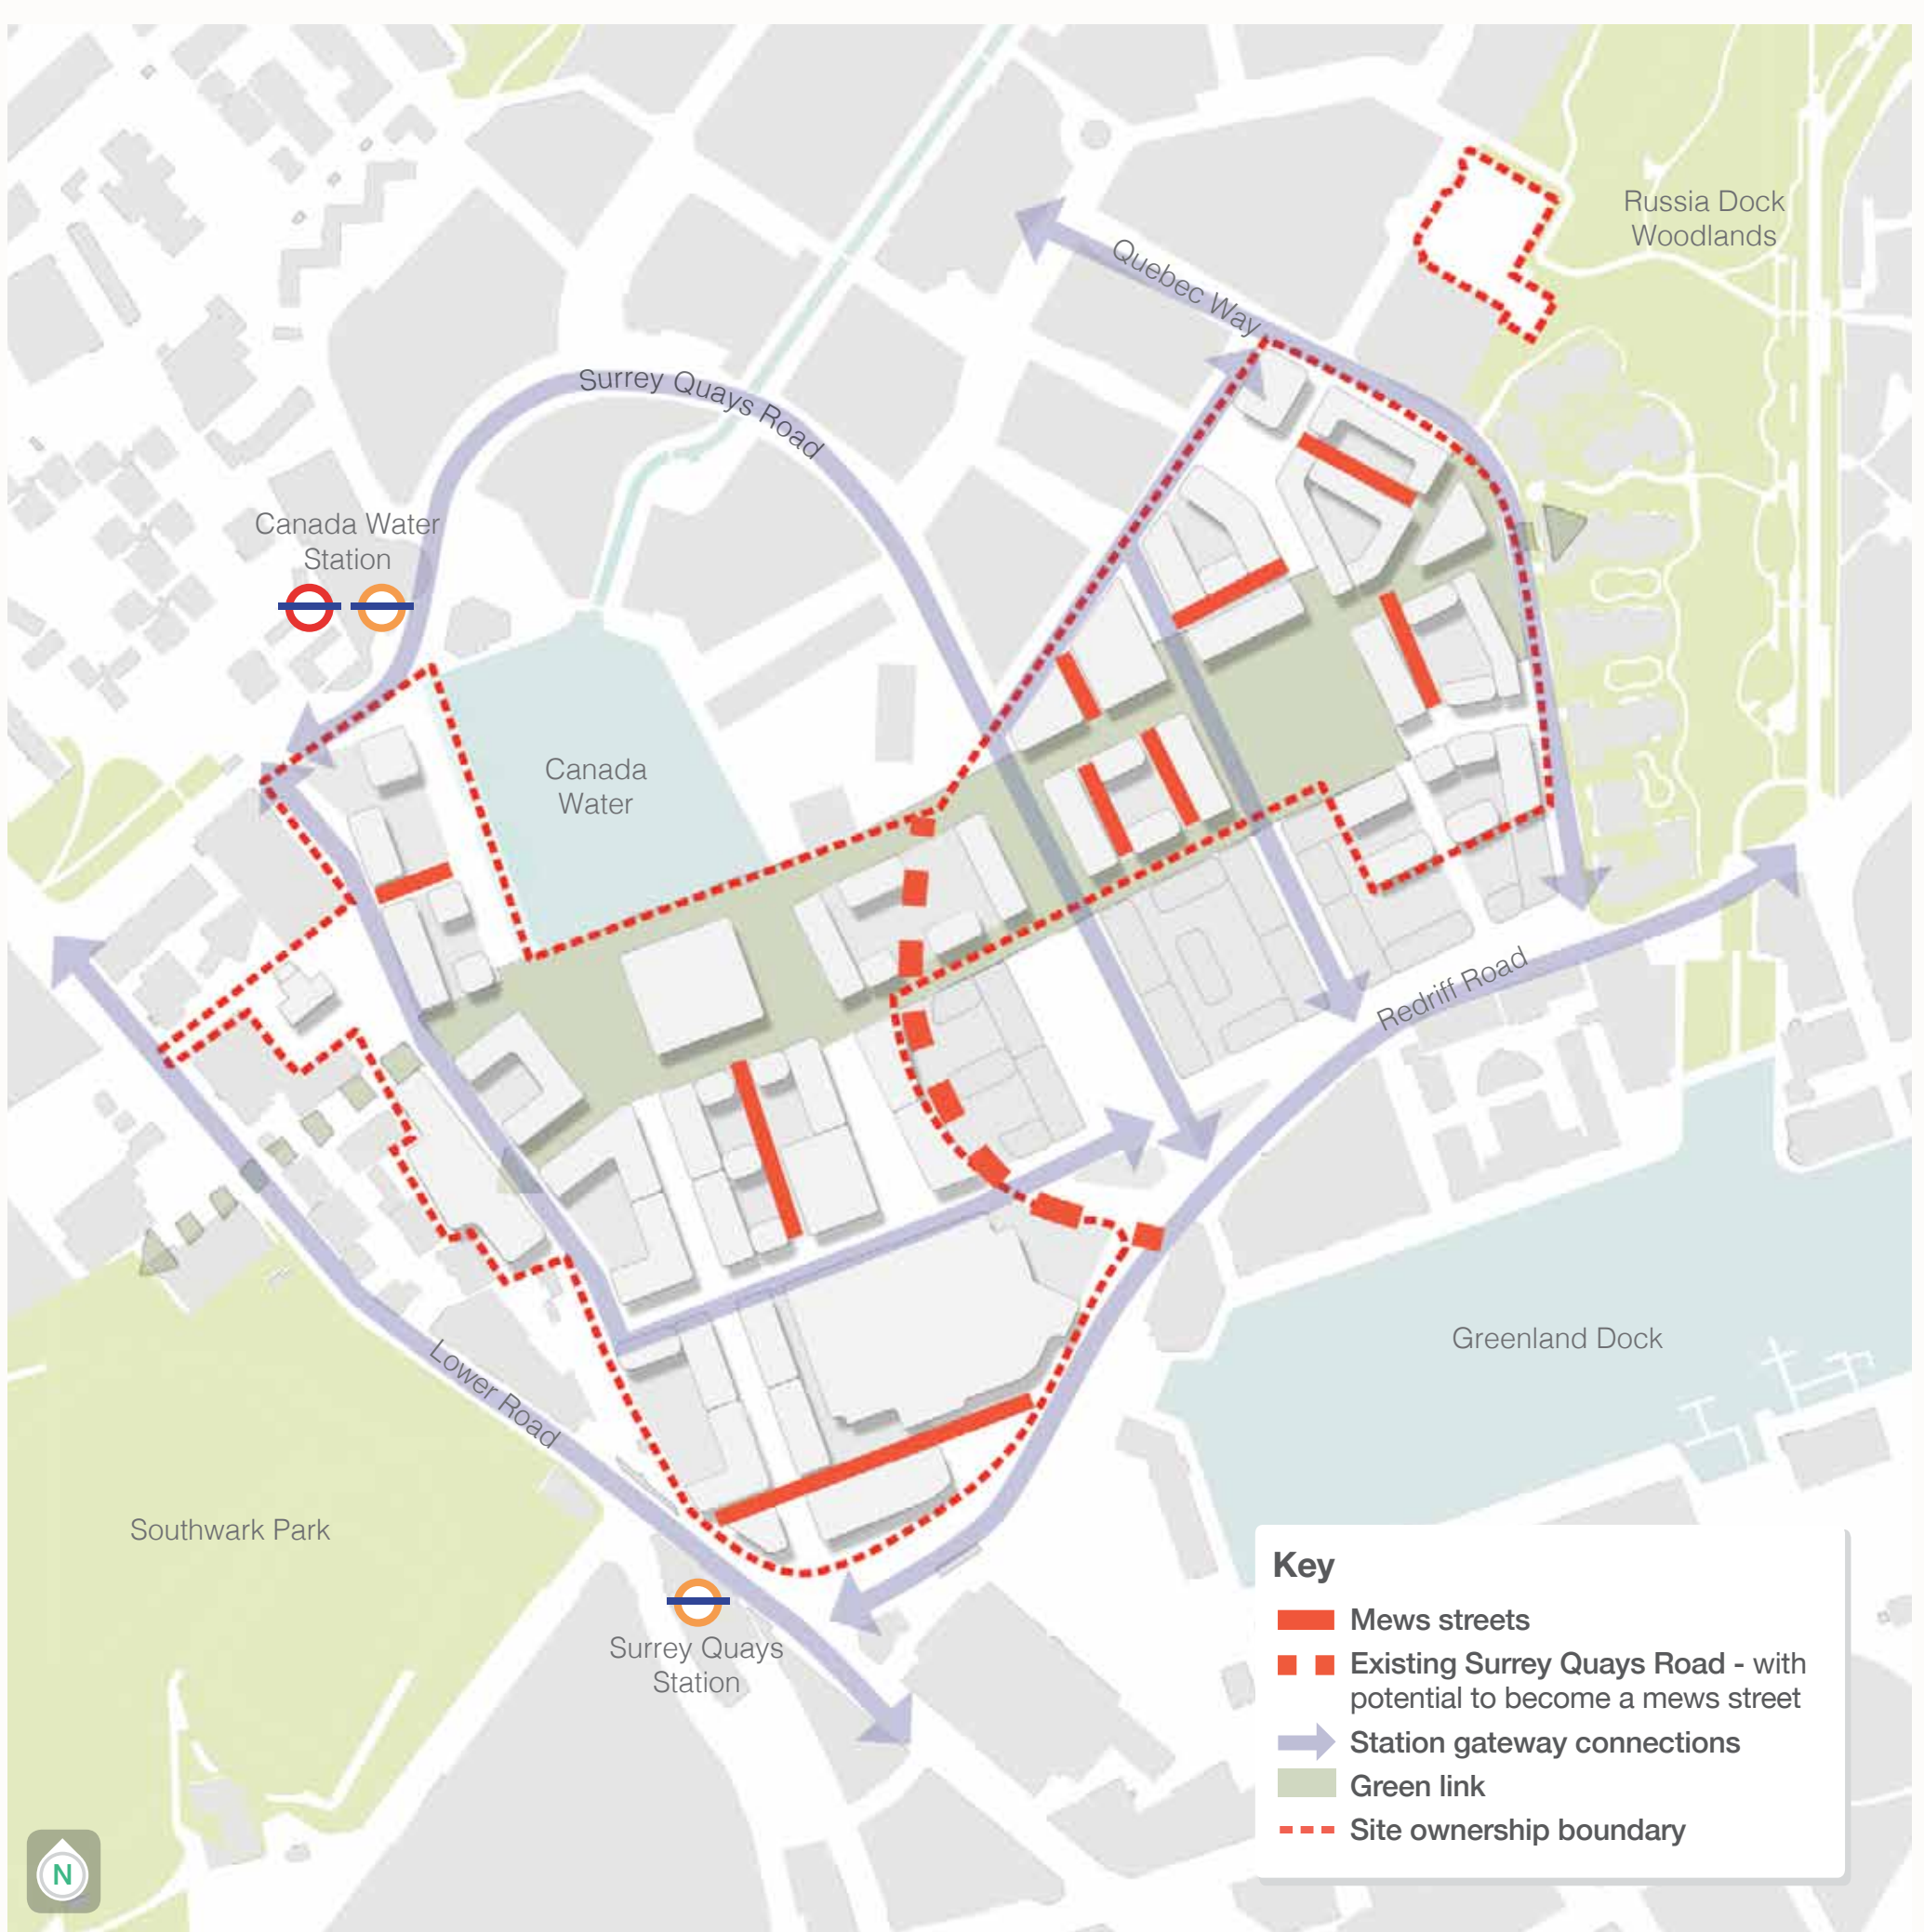 Russia Dock
Woodlands
Quebec Way
Surrey Quays Road
Canada Water
Station
Canada
Water
Redriff Road
Greenland Dock
Lower Road
Southwark Park
Surrey Quays
Station
Key
Mews streets
Existing Surrey Quays Road - with
potential to become a mews street
Station gateway connections
Green link
Site ownership boundary
N